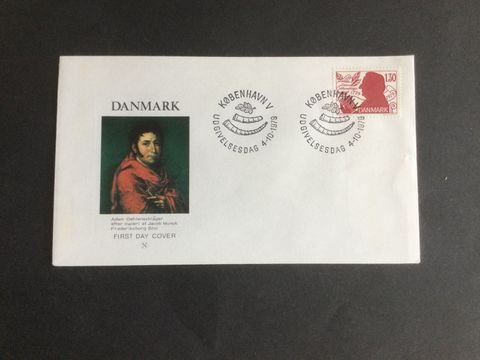 DANMARK
Adam Oehlenschläger
efter maleri af Jacob Munch
Frederiksborg Slot
FIRST DAY COVER
KØBENHAVN V
UDGIVELSESDAG 4-10-1979
KØBENHAVN V
UDGIVELSESDAG 4-10-1979
1.30
DANMARK